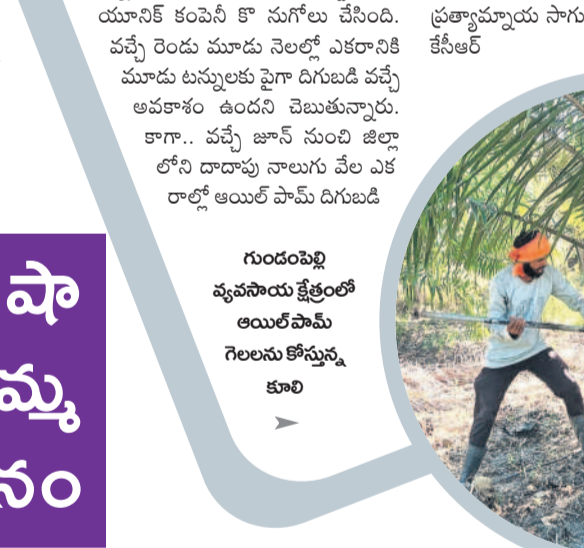 యూనిక్ కంపెనీ కొ నుగోలు చేసింది.
వచ్చే రెండు మూడు నెలల్లో ఎకరానికి
మూడు టన్నులకు పైగా దిగుబడి వచ్చే
అవకాశం ఉందని చెబుతున్నారు.
కాగా.. వచ్చే జూన్ నుంచి జిల్లా
లోని దాదాపు నాలుగు వేల ఎక
రాల్లో ఆయిల్ పామ్ దిగుబడి
ప్రత్యామ్నాయ సాగు
కేసీఆర్
గుండంపెల్లి
వ్యవసాయ క్షేత్రంలో
ఆయిల్‌పామ్
గెలలను కోస్తున్న
కూలి
షా
మ్మ
నం